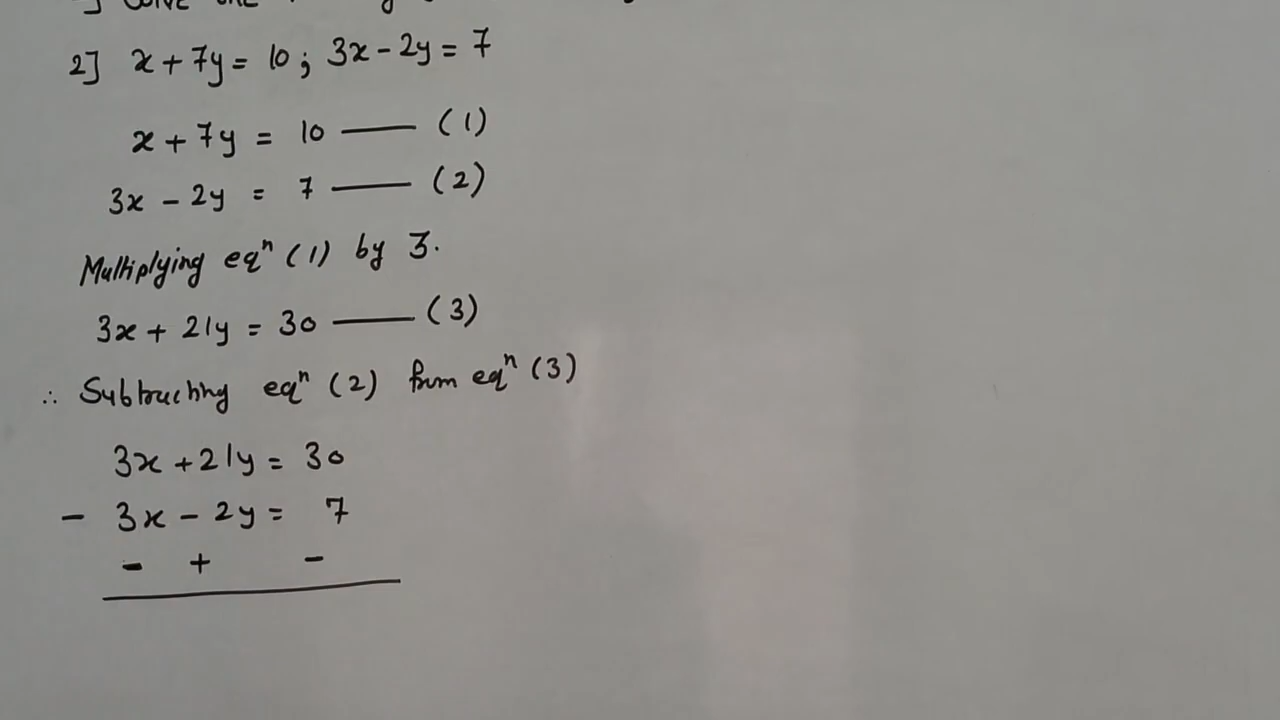 2] x + 7y = 10 ; 3x - 2y = 7
x + 7y = 10 —— (1)
3x - 2y = 7 —— (2)
Multiplying eqⁿ (1) by 3.
3x + 21y = 30 —— (3)
∴ Subtracting eqⁿ (2) from eqⁿ (3)
3x + 21y = 30
- 3x - 2y = 7
- + -